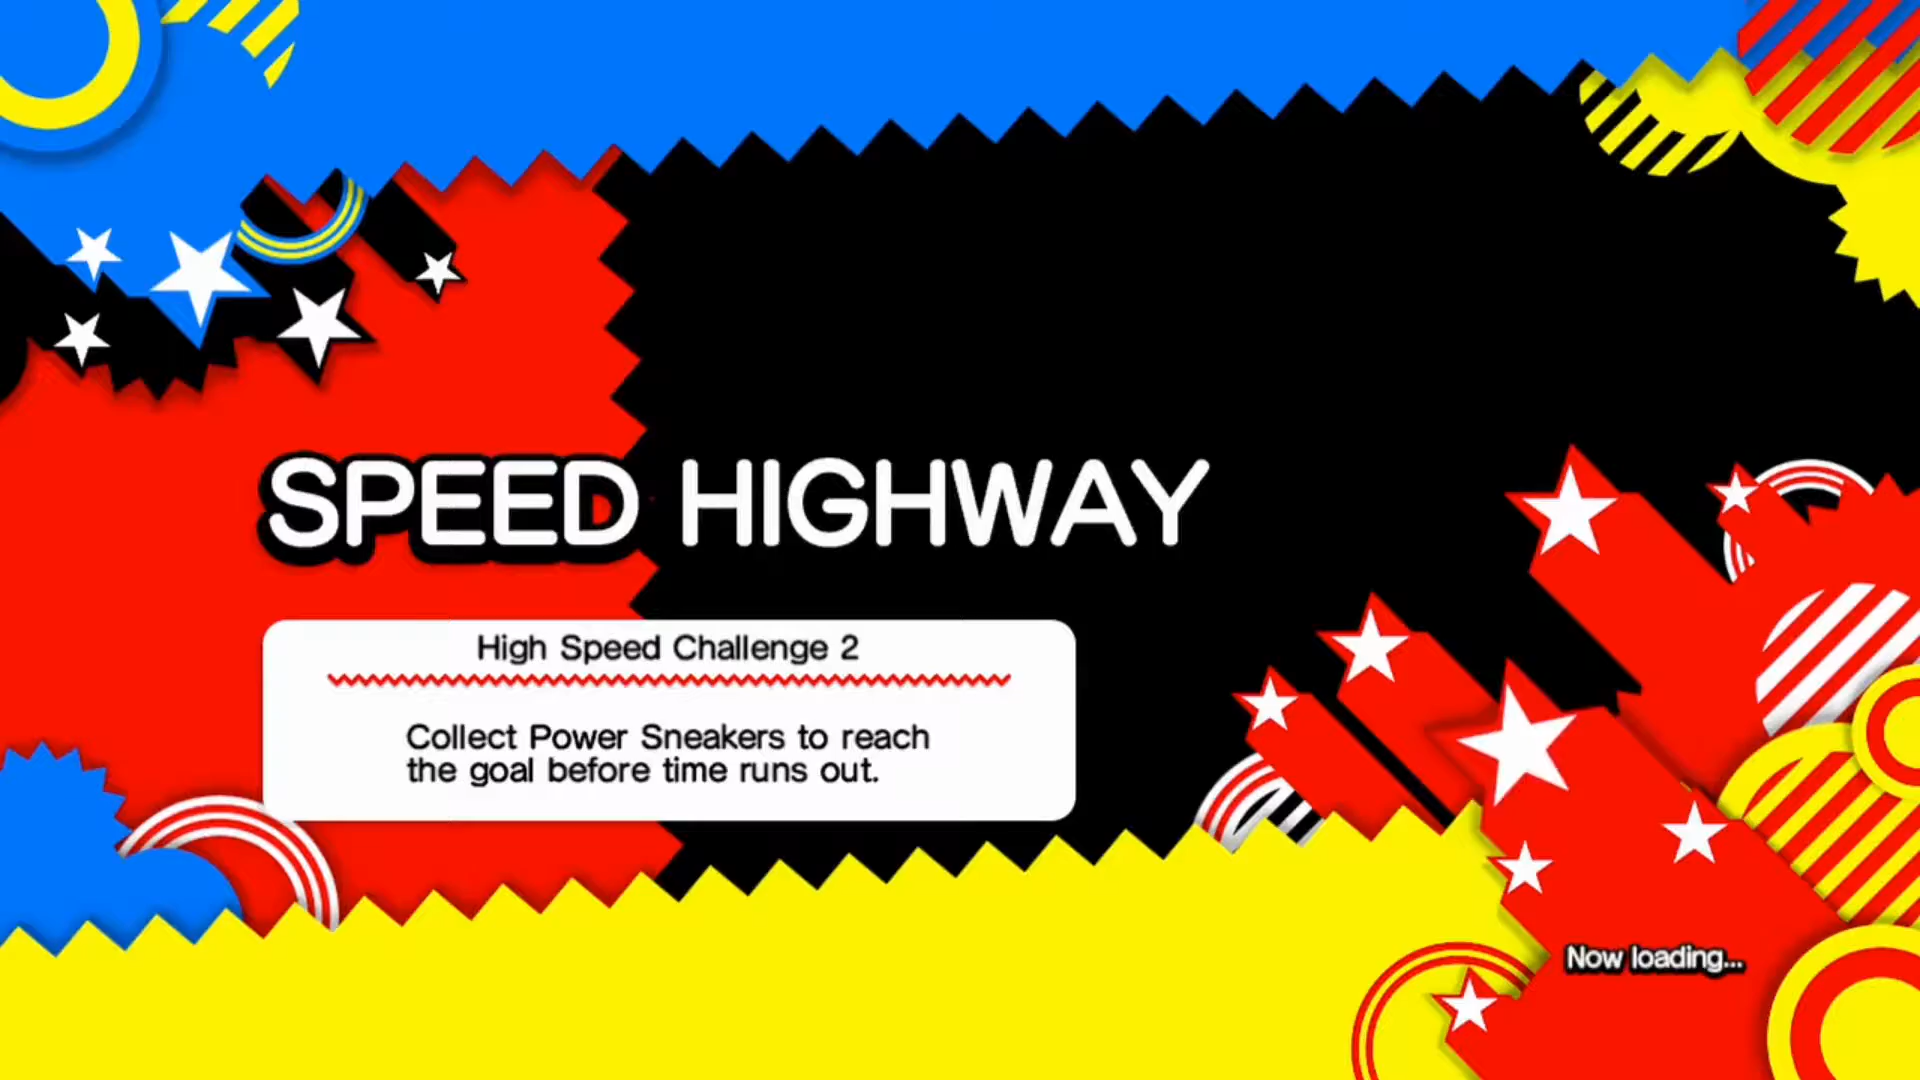 SPEED HIGHWAY
High Speed Challenge 2
Collect Power Sneakers to reach
the goal before time runs out.
Now loading...